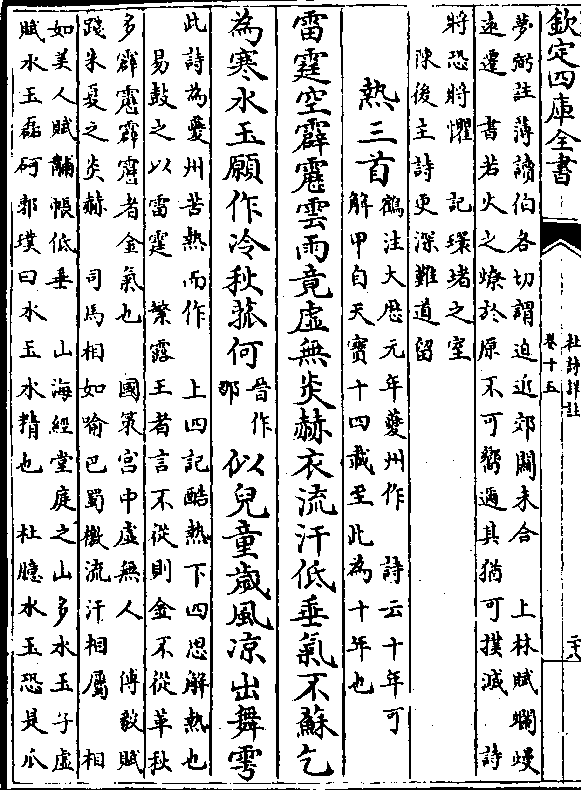 欽定四庫全書
杜詩詳註
卷十五
夢弼註薄讀伯各切謂迫近郊關未合　上林賦爛熳
遠遷　書若火之燎於原不可嚮邇其猶可撲滅　詩
將恐將懼　記環堵之室
陳後主詩更深難道留
熱三首
鶴注大厯元年夔州作　詩云十年可
解甲自天寶十四載至此為十年也
雷霆空霹靂雲雨竟虛無炎赫衣流汗低垂氣不蘇乞
為寒水玉願作冷秋菰何晉作那似兒童歲風凉出舞雩
此詩為夔州苦熱而作　上四記酷熱下四思解熱也
易鼓之以雷霆　繁露王者言不從則金不從革秋
多霹靂霹靂者金氣也　國策宫中虛無人　傅毅賦
踐朱夏之炎赫　司馬相如喻巴蜀檄流汗相屬　相
如美人賦黼帳低垂　山海經堂庭之山多水玉子虛
賦水玉磊砢郭璞曰水玉水精也　杜臆水玉恐是瓜